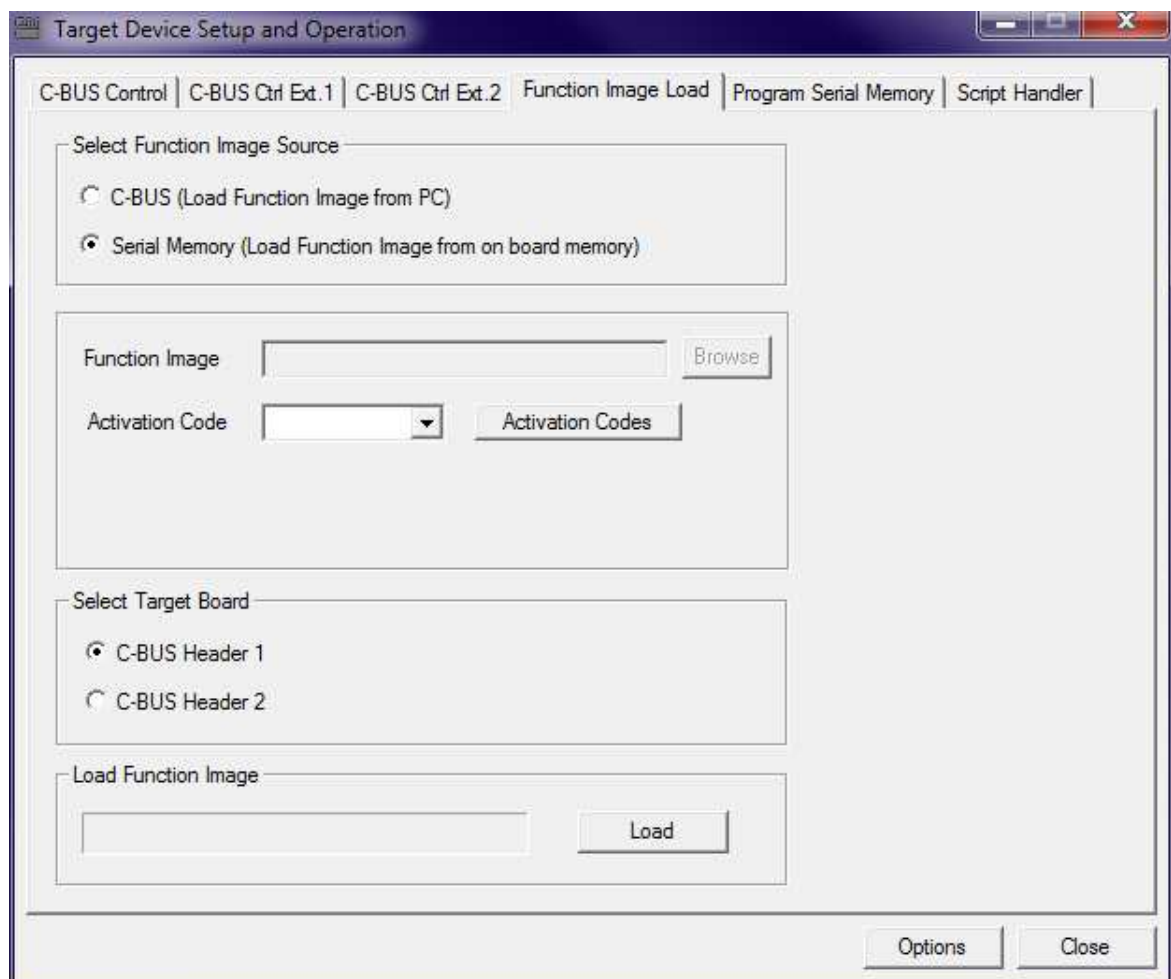 Target Device Setup and Operation
C-BUS Control C-BUS Ctrl Ext.1 C-BUS Ctrl Ext.2 Function Image Load Program Serial Memory Script Handler
Select Function Image Source
C-BUS (Load Function Image from PC)
Serial Memory (Load Function Image from on board memory)
Function Image Browse
Activation Code Activation Codes
Select Target Board
C-BUS Header 1
C-BUS Header 2
Load Function Image
Load
Options Close